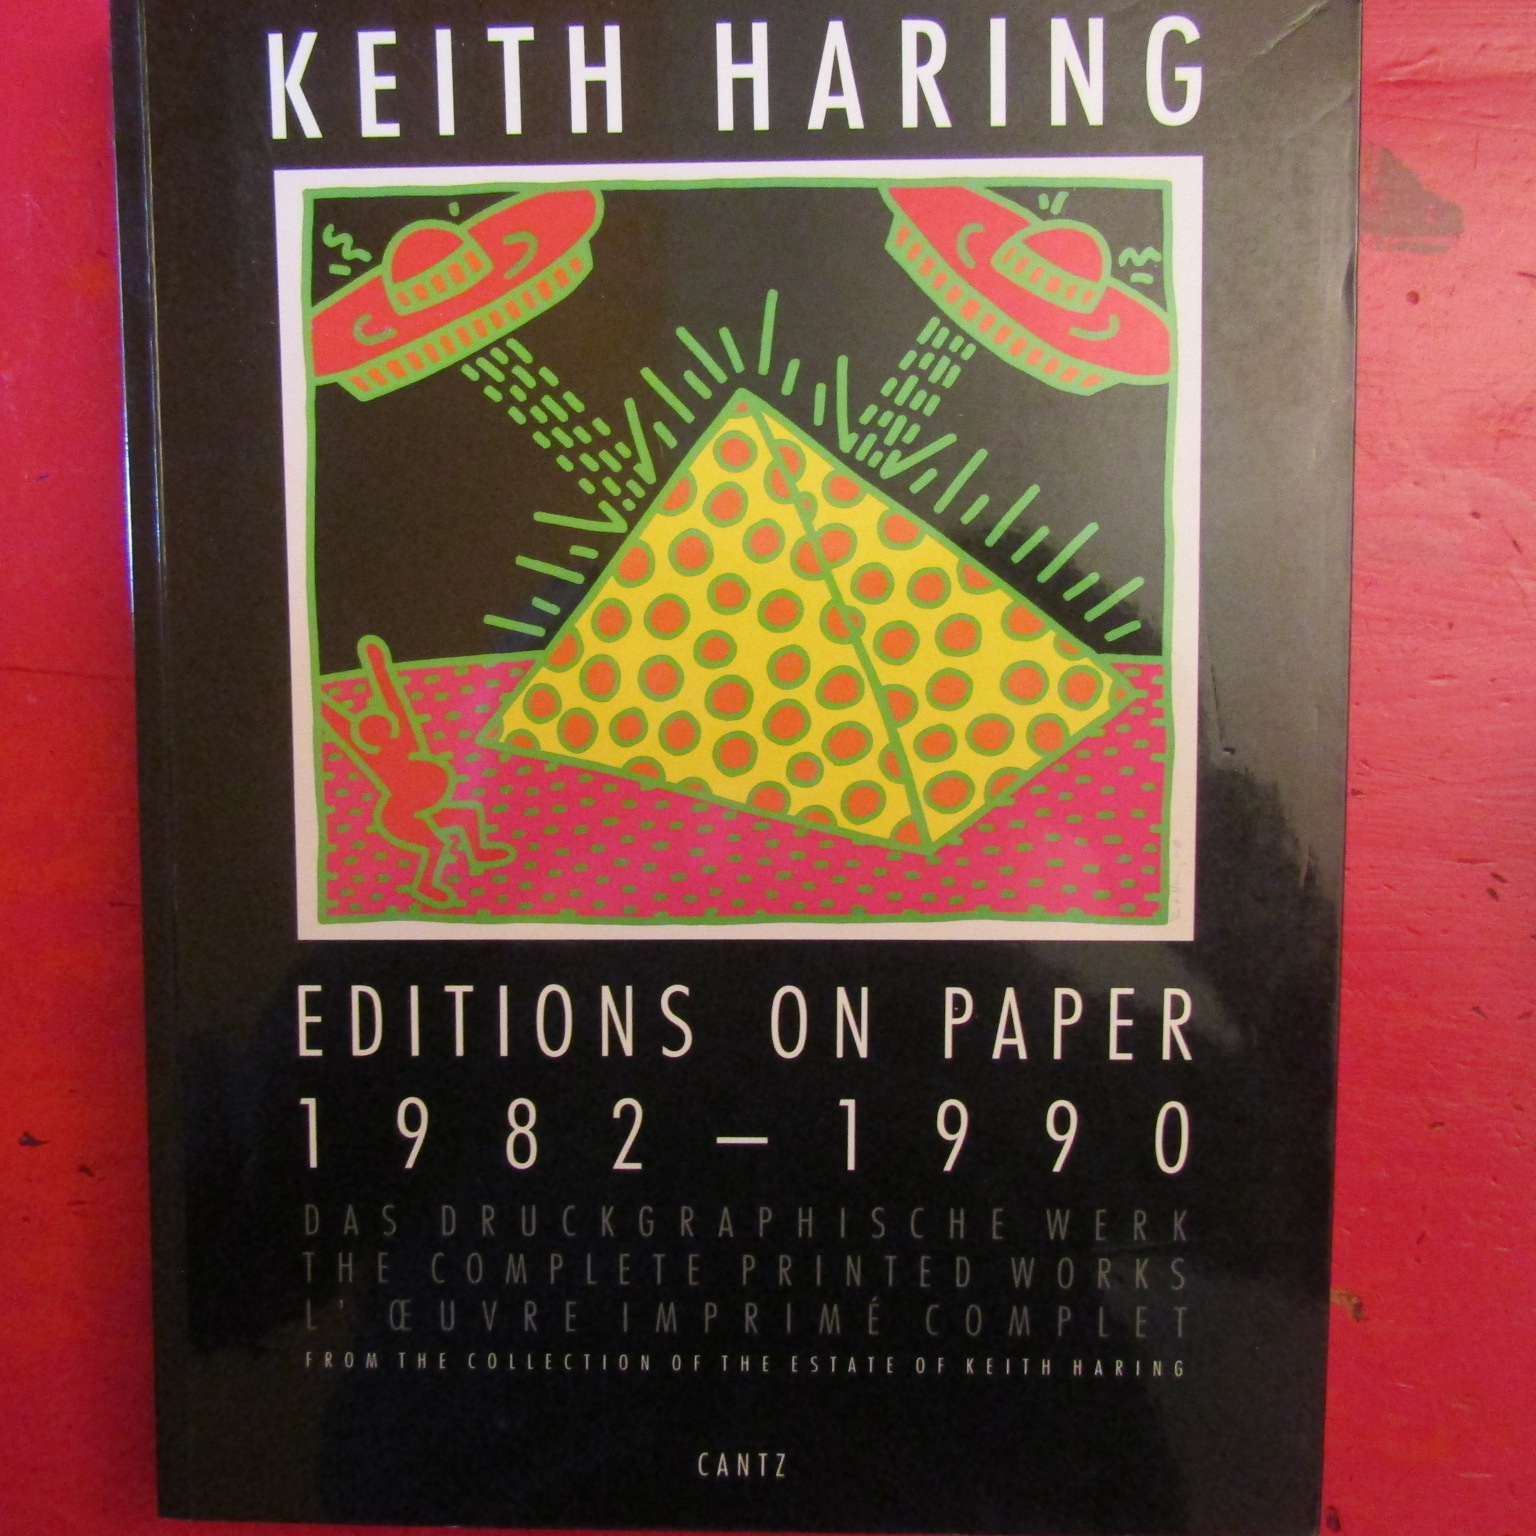 KEITH HARING
EDITIONS ON PAPER
1982–1990
DAS DRUCKGRAPHISCHE WERK
THE COMPLETE PRINTED WORKS
L' ŒUVRE IMPRIMÉ COMPLET
FROM THE COLLECTION OF THE ESTATE OF KEITH HARING
CANTZ